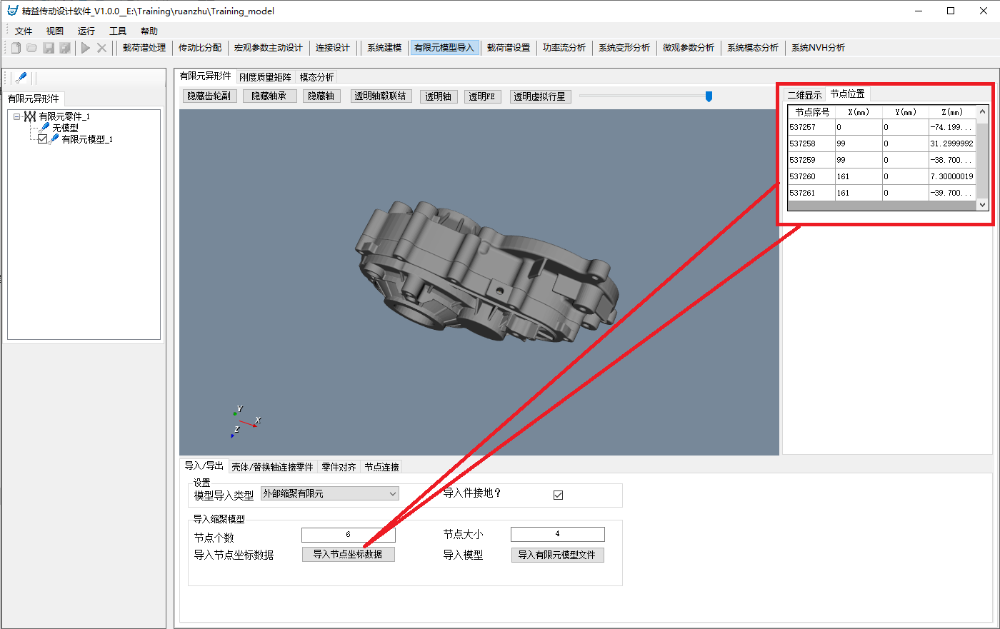 精益传动设计软件_V1.0.0__E:\Training\ruanzhu\Training_model
文件 视图 运行 工具 帮助
载荷谱处理 传动比分配 宏观参数主动设计 连接设计 系统建模 有限元模型导入 载荷谱设置 功率流分析 系统变形分析 微观参数分析 系统模态分析 系统NVH分析
有限元异形件
有限元零件_1
无模型
有限元模型_1
有限元异形件 刚度质量矩阵 模态分析
隐藏齿轮副 隐藏轴承 隐藏轴 透明轴毂联结 透明轴 透明FE 透明虚拟行星
二维显示 节点位置
节点序号 X(mm) Y(mm) Z(mm)
537257 0 0 -74.199...
537258 99 0 31.2999992
537259 99 0 -38.700...
537260 161 0 7.30000019
537261 161 0 -39.700...
Y
X
Z
导入/导出 壳体/替换轴连接零件 零件对齐 节点连接
设置
模型导入类型 外部缩聚有限元 导入件接地?
导入缩聚模型
节点个数 6 节点大小 4
导入节点坐标数据 导入节点坐标数据 导入模型 导入有限元模型文件